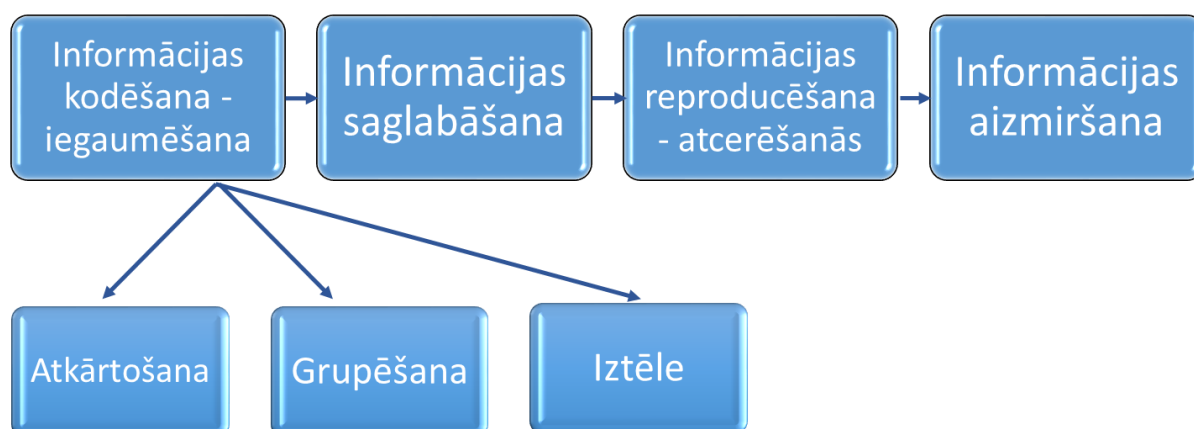 Informācijas
kodēšana -
iegaumēšana
Informācijas
saglabāšana
Informācijas
reproducēšana
- atcerēšanās
Informācijas
aizmiršana
Atkārtošana
Grupēšana
Iztēle